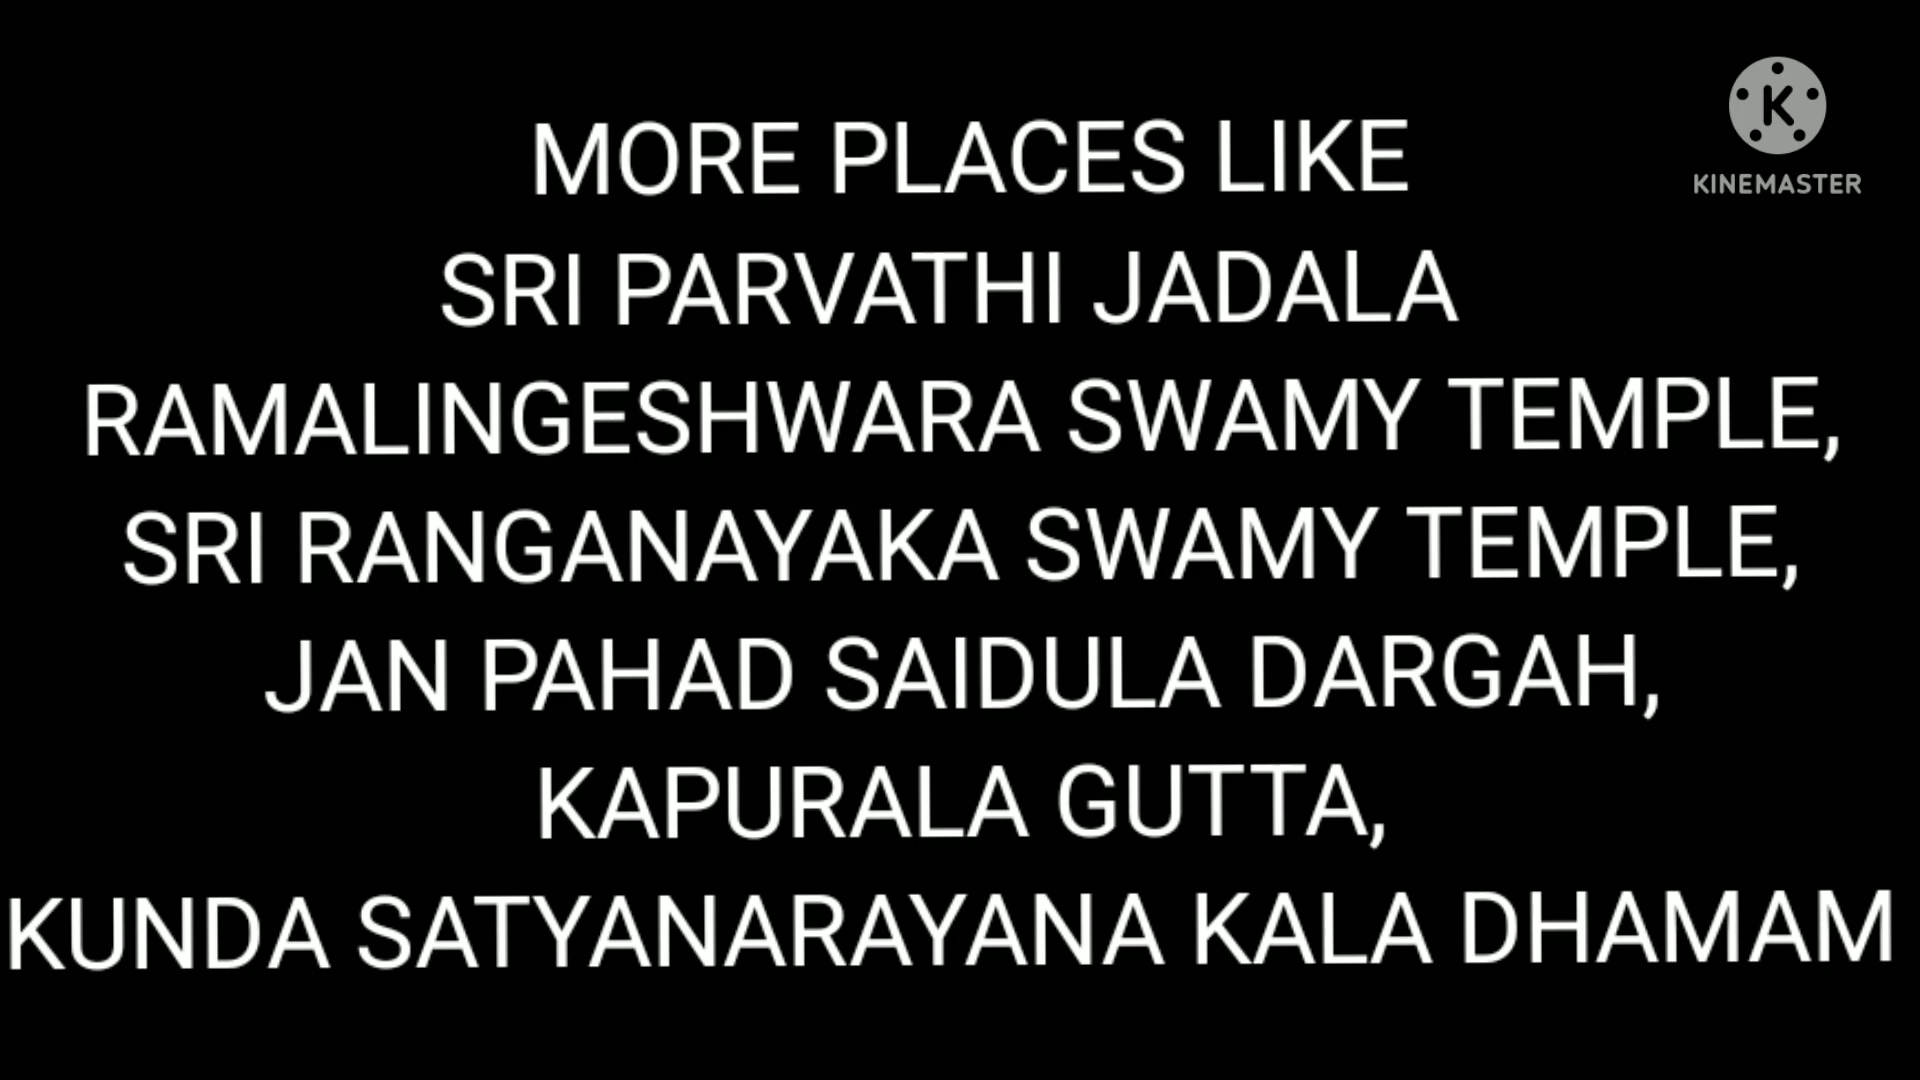 MORE PLACES LIKE
SRI PARVATHI JADALA
RAMALINGESHWARA SWAMY TEMPLE,
SRI RANGANAYAKA SWAMY TEMPLE,
JAN PAHAD SAIDULA DARGAH,
KAPURALA GUTTA,
KUNDA SATYANARAYANA KALA DHAMAM
K
KINEMASTER